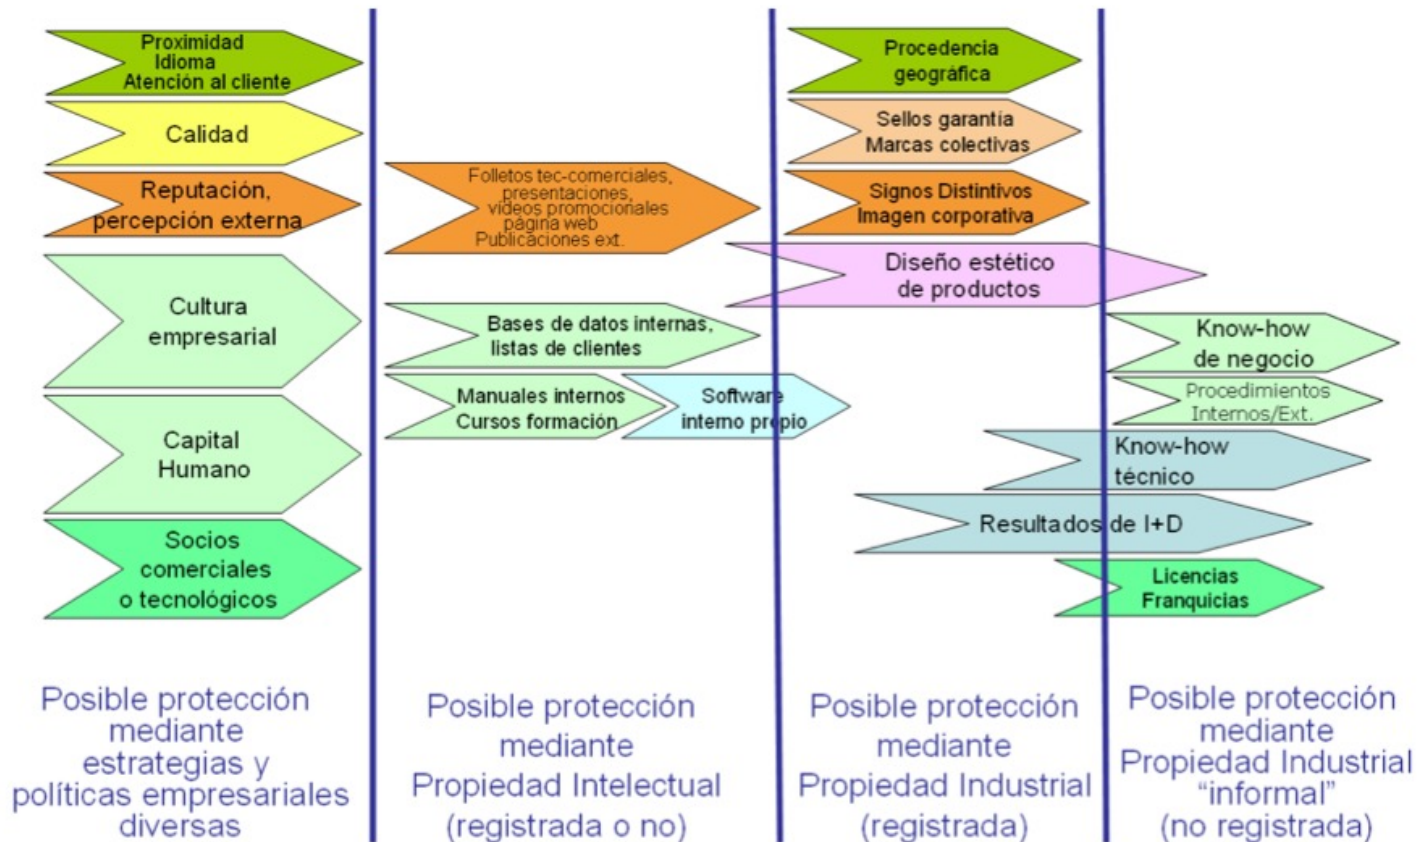 Proximidad
Idioma
Atención al cliente
Calidad
Reputación,
percepción externa
Cultura
empresarial
Capital
Humano
Socios
comerciales
o tecnológicos
Posible protección
mediante
estrategias y
políticas empresariales
diversas
Folletos tec-comerciales,
presentaciones,
vídeos promocionales
página web
Publicaciones ext.
Bases de datos internas,
listas de clientes
Manuales internos
Cursos formación
Software
interno propio
Posible protección
mediante
Propiedad Intelectual
(registrada o no)
Procedencia
geográfica
Sellos garantía
Marcas colectivas
Signos Distintivos
Imagen corporativa
Diseño estético
de productos
Posible protección
mediante
Propiedad Industrial
(registrada)
Know-how
de negocio
Procedimientos
Internos/Ext.
Know-how
técnico
Resultados de I+D
Licencias
Franquicias
Posible protección
mediante
Propiedad Industrial
“informal”
(no registrada)